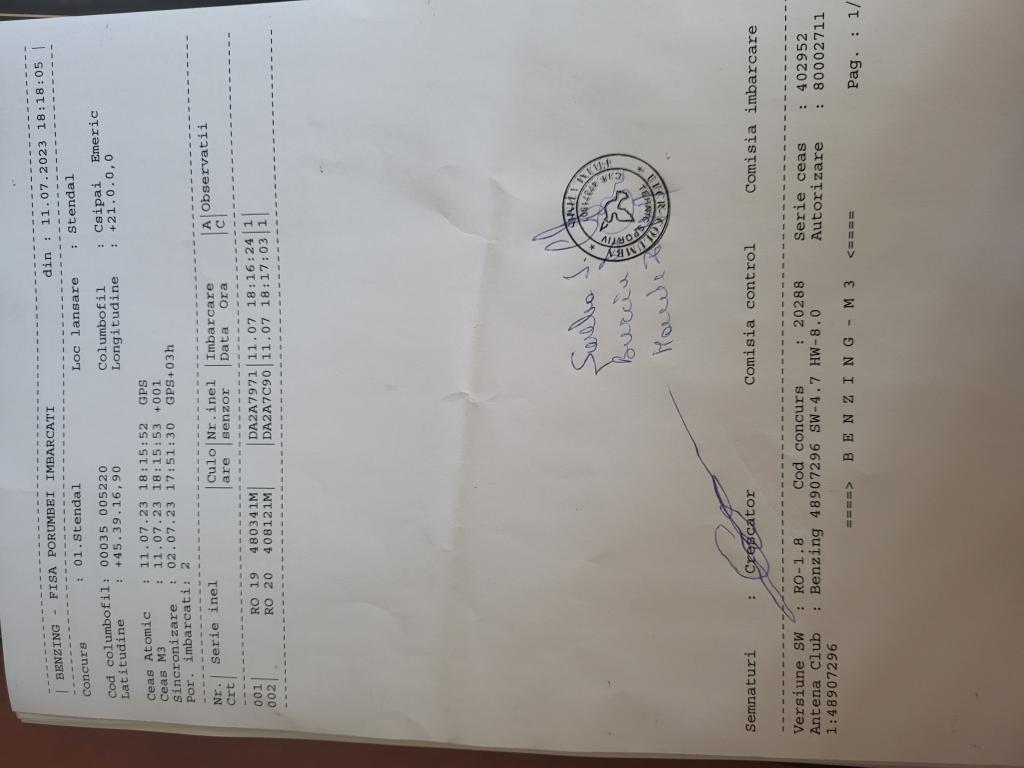 | BENZING - FISA PORUMBEI IMBARCATI din : 11.07.2023 18:18:05 |
Concurs : 01.Stendal Loc lansare : Stendal
Cod columbofil: 00035 005220 Columbofil : Csipai Emeric
Latitudine : +45.39.16,90 Longitudine : +21.0.0,0
Ceas Atomic : 11.07.23 18:15:52 GPS
Ceas M3 : 11.07.23 18:15:53 +001
Sincronizare : 02.07.23 17:51:30 GPS+03h
Por. imbarcati: 2
Nr.| Serie inel |Culo|Nr.inel |Imbarcare |A|Observatii
Crt| |are |senzor |Data Ora |C|
001| RO 19 480341M | |DA2A7971|11.07 18:16:24|1|
002| RO 20 408121M | |DA2A7C90|11.07 18:17:03|1|
COLUMBA
SPORTIV
Semnaturi : Crescator Comisia control Comisia imbarcare
Versiune SW : RO-1.8 Cod concurs : 20288 Serie ceas : 402952
Antena Club : Benzing 48907296 SW-4.7 HW-8.0 Autorizare : 80002711
1:48907296
====> B E N Z I N G - M 3 <==== Pag. : 1/